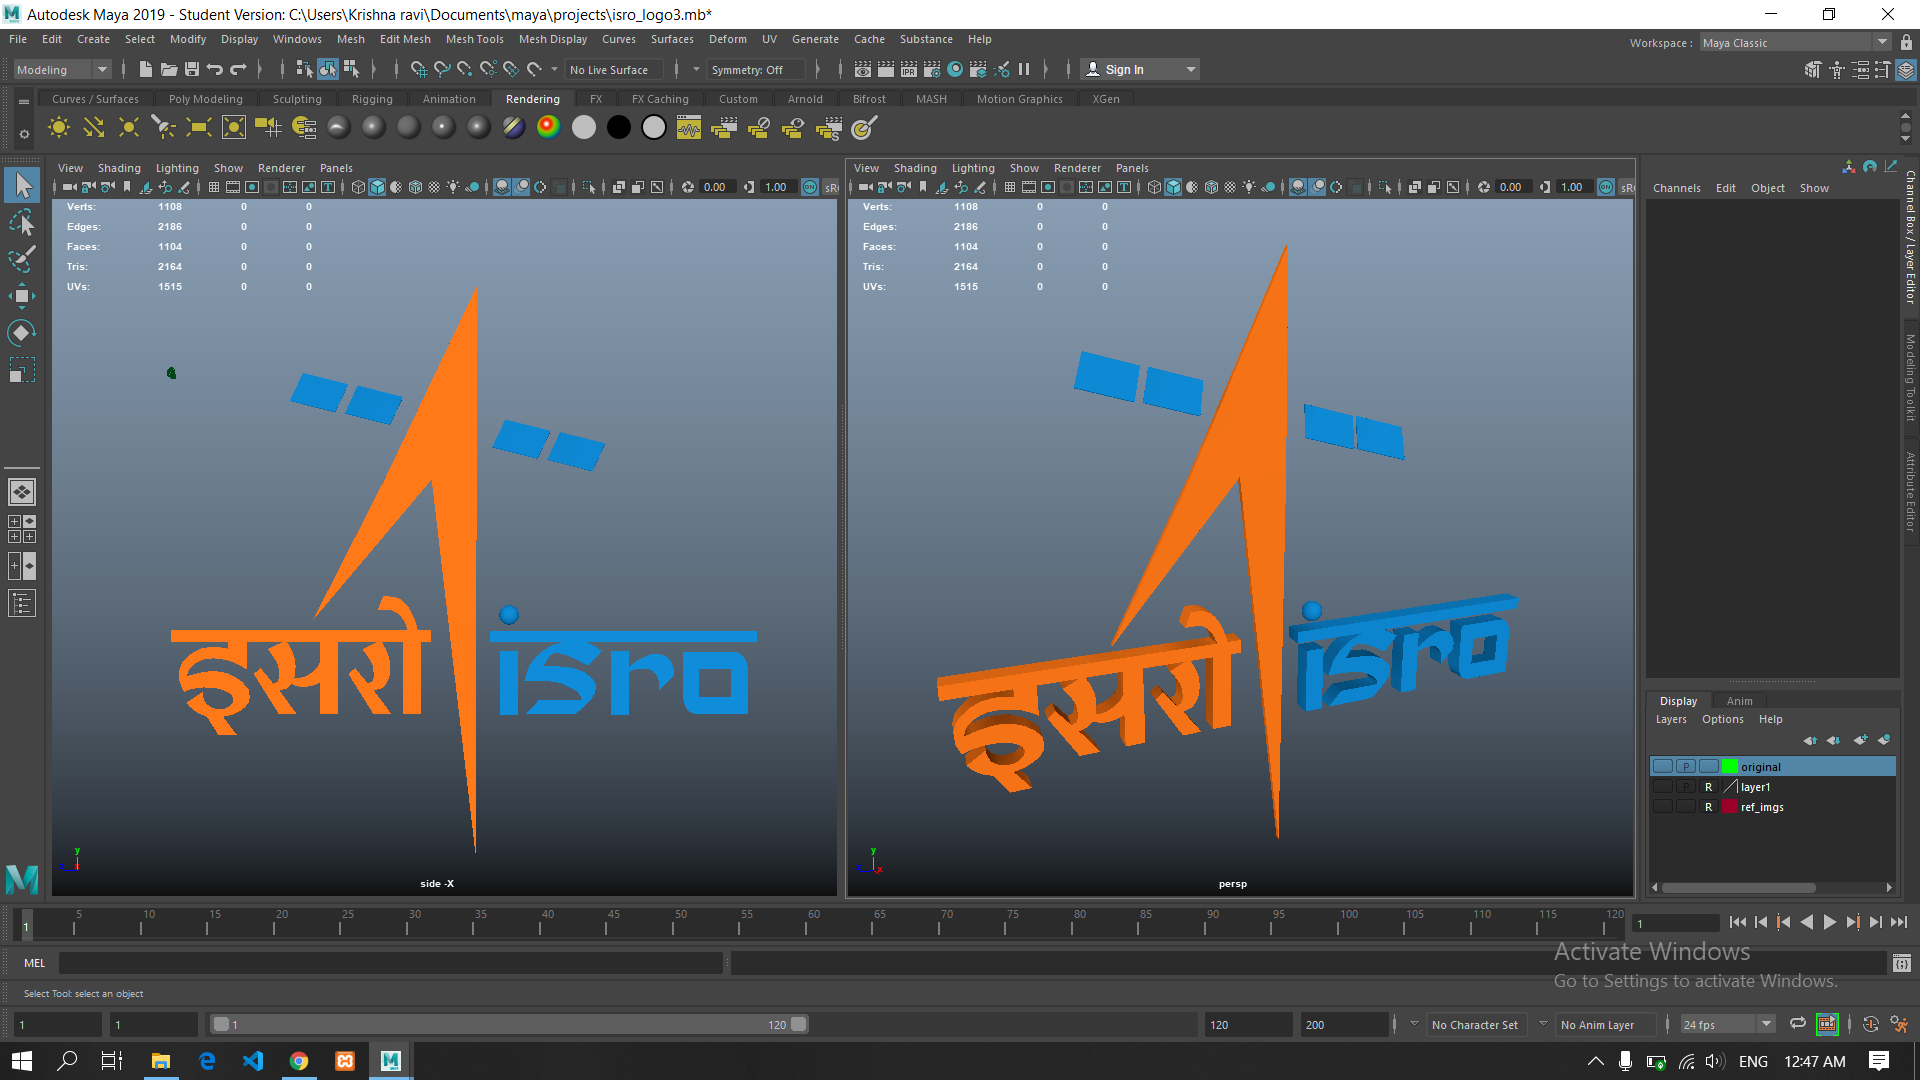 Autodesk Maya 2019 - Student Version: C:\Users\Krishna ravi\Documents\maya\projects\isro_logo3.mb*
File Edit Create Select Modify Display Windows Mesh Edit Mesh Mesh Tools Mesh Display Curves Surfaces Deform UV Generate Cache Substance Help
Workspace : Maya Classic
Modeling No Live Surface Symmetry: Off Sign In
Curves / Surfaces Poly Modeling Sculpting Rigging Animation Rendering FX FX Caching Custom Arnold Bifrost MASH Motion Graphics XGen
View Shading Lighting Show Renderer Panels
0.00 1.00
Verts: 1108 0 0
Edges: 2186 0 0
Faces: 1104 0 0
Tris: 2164 0 0
UVs: 1515 0 0
इसरो isro
y
side -X
View Shading Lighting Show Renderer Panels
0.00 1.00
Verts: 1108 0 0
Edges: 2186 0 0
Faces: 1104 0 0
Tris: 2164 0 0
UVs: 1515 0 0
इसरो isro
y
x
persp
Channels Edit Object Show
Channel Box / Layer Editor
Modeling Toolkit
Attribute Editor
Display Anim
Layers Options Help
P original
P R layer1
R ref_imgs
1 5 10 15 20 25 30 35 40 45 50 55 60 65 70 75 80 85 90 95 100 105 110 115 120 1
MEL
Activate Windows
Go to Settings to activate Windows.
Select Tool: select an object
1 1 1 120 120 200 No Character Set No Anim Layer 24 fps
ENG 12:47 AM